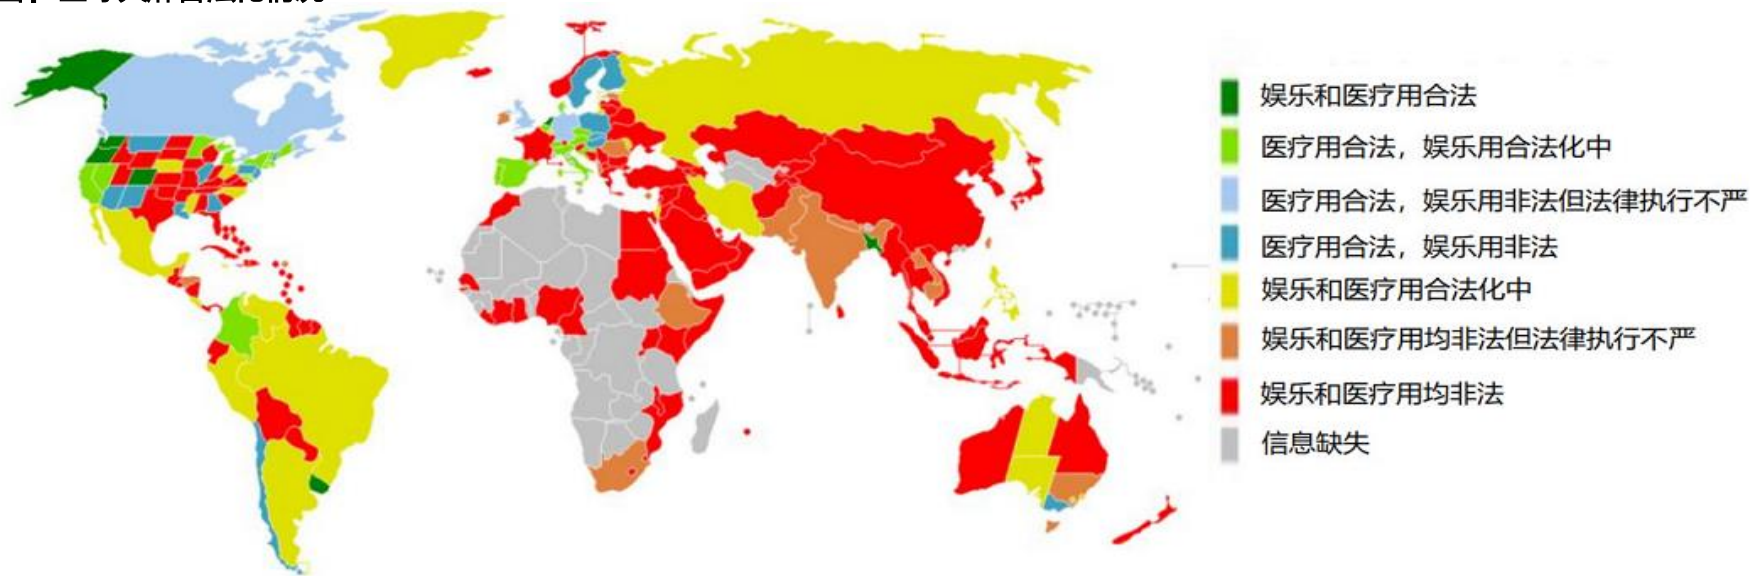 娱乐和医疗用合法
医疗用合法，娱乐用合法化中
医疗用合法，娱乐用非法但法律执行不严
医疗用合法，娱乐用非法
娱乐和医疗用合法化中
娱乐和医疗用均非法但法律执行不严
娱乐和医疗用均非法
信息缺失